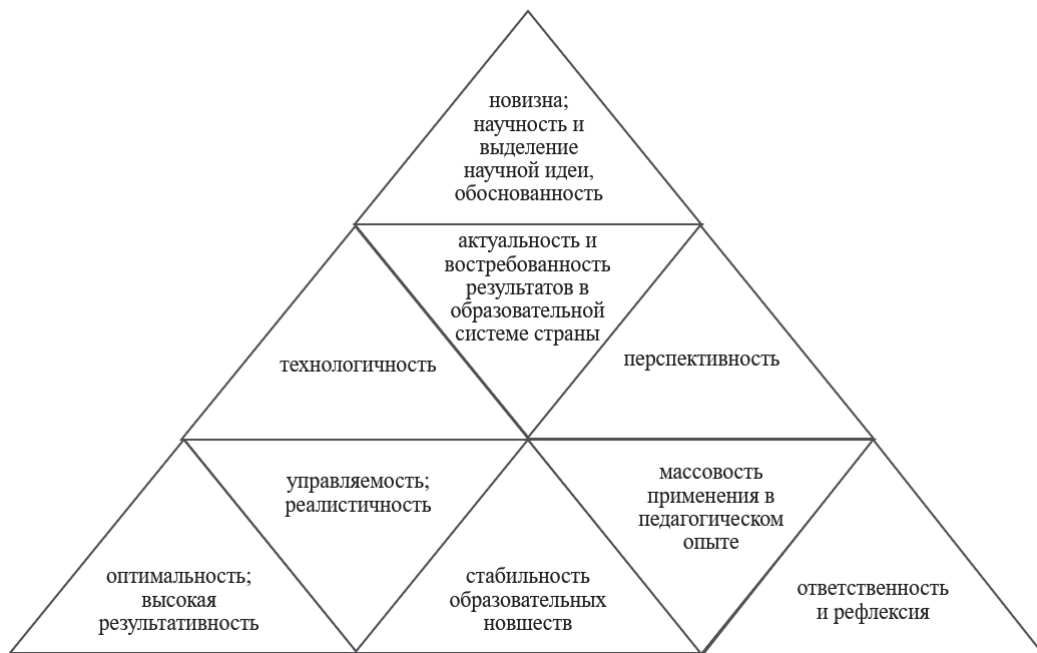 новизна;
научность и
выделение
научной идеи,
обоснованность
актуальность и
востребованность
результатов в
образовательной
системе страны
технологичность
перспективность
управляемость;
реалистичность
массовость
применения в
педагогическом
опыте
оптимальность;
высокая
результативность
стабильность
образовательных
новшеств
ответственность
и рефлексия